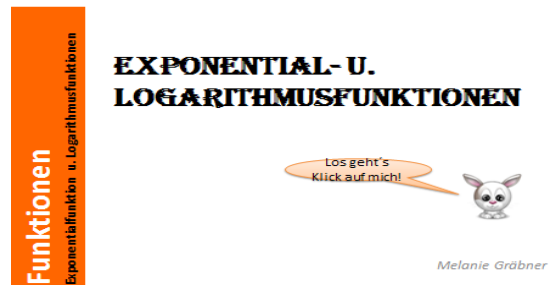 Funktionen
Exponentialfunktion u. Logarithmusfunktionen
EXPONENTIAL- U.
LOGARITHMUSFUNKTIONEN
Los geht's
Klick auf mich!
Melanie Gräbner